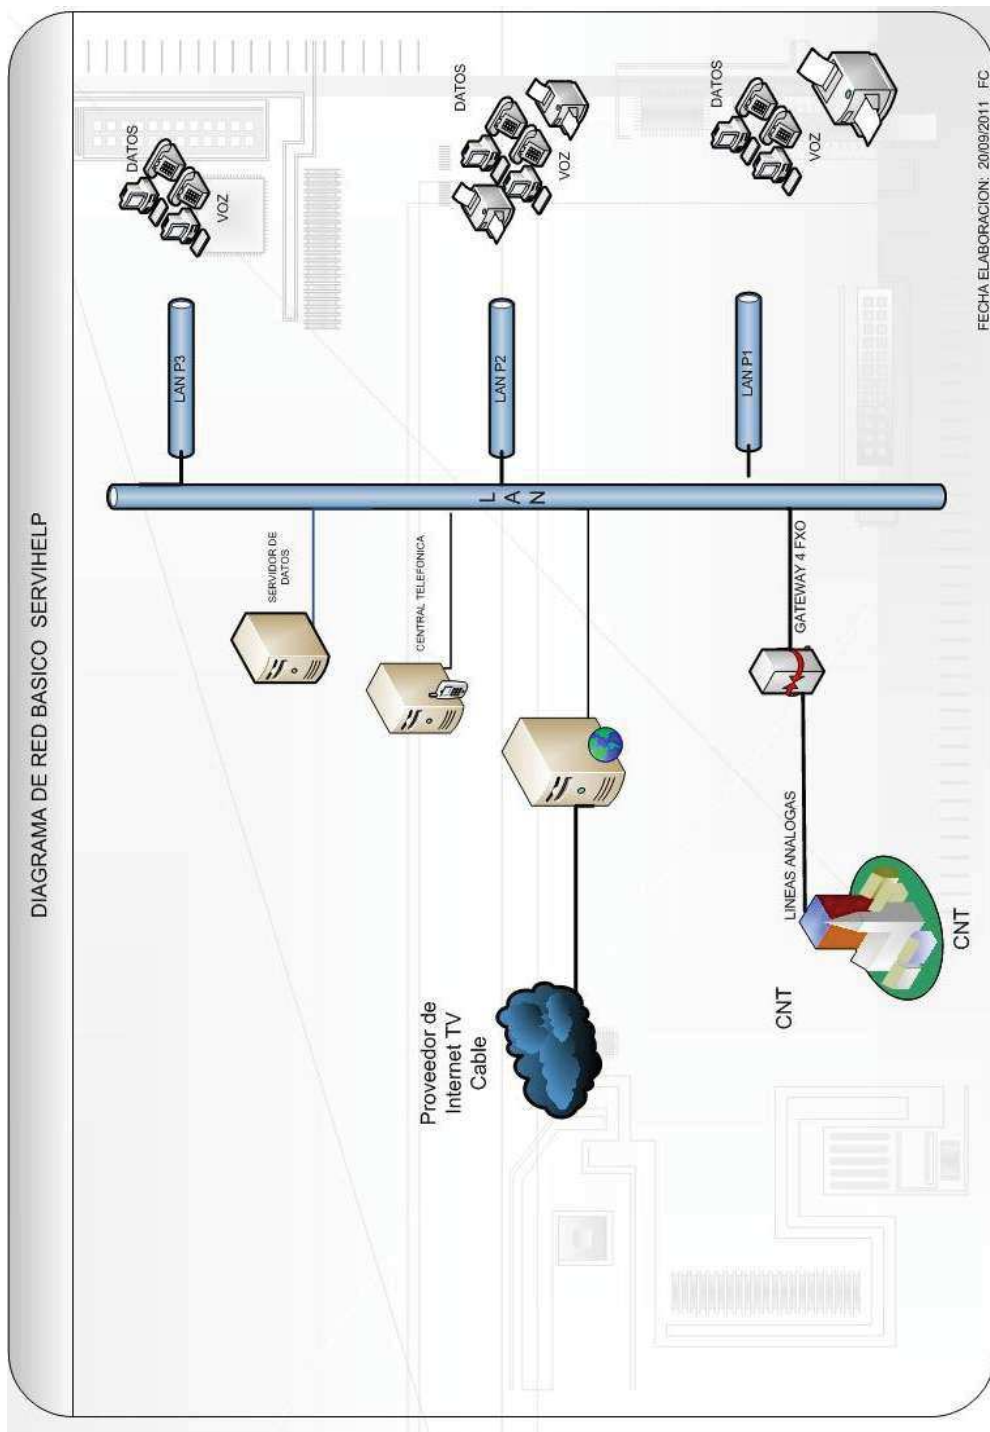 DIAGRAMA DE RED BASICO SERVIHELP
DATOS
VOZ
LAN P3
SERVIDOR DE
DATOS
CENTRAL TELEFONICA
DATOS
VOZ
LAN P2
L
A
N
Proveedor de
Internet TV
Cable
DATOS
VOZ
LAN P1
GATEWAY 4 FXO
LINEAS ANALOGAS
CNT
CNT
FECHA ELABORACION: 20/09/2011 FC